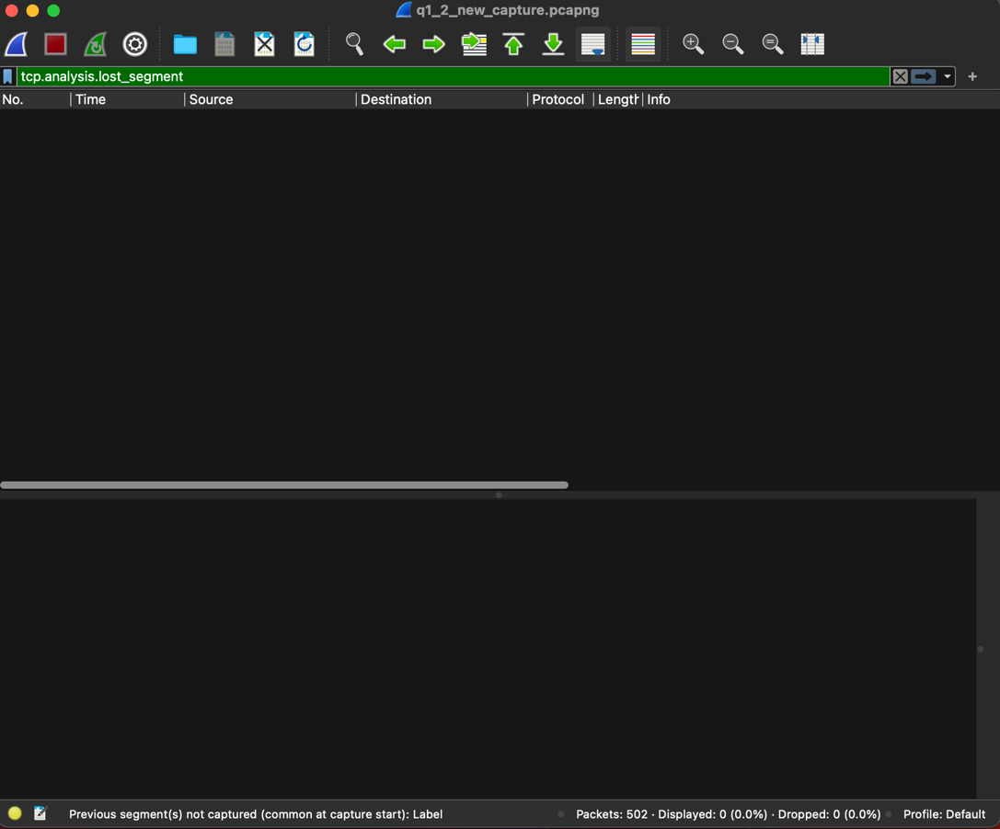 q1_2_new_capture.pcapng
tcp.analysis.lost_segment
+
No. Time Source Destination Protocol Length Info
Previous segment(s) not captured (common at capture start): Label Packets: 502 · Displayed: 0 (0.0%) · Dropped: 0 (0.0%) Profile: Default